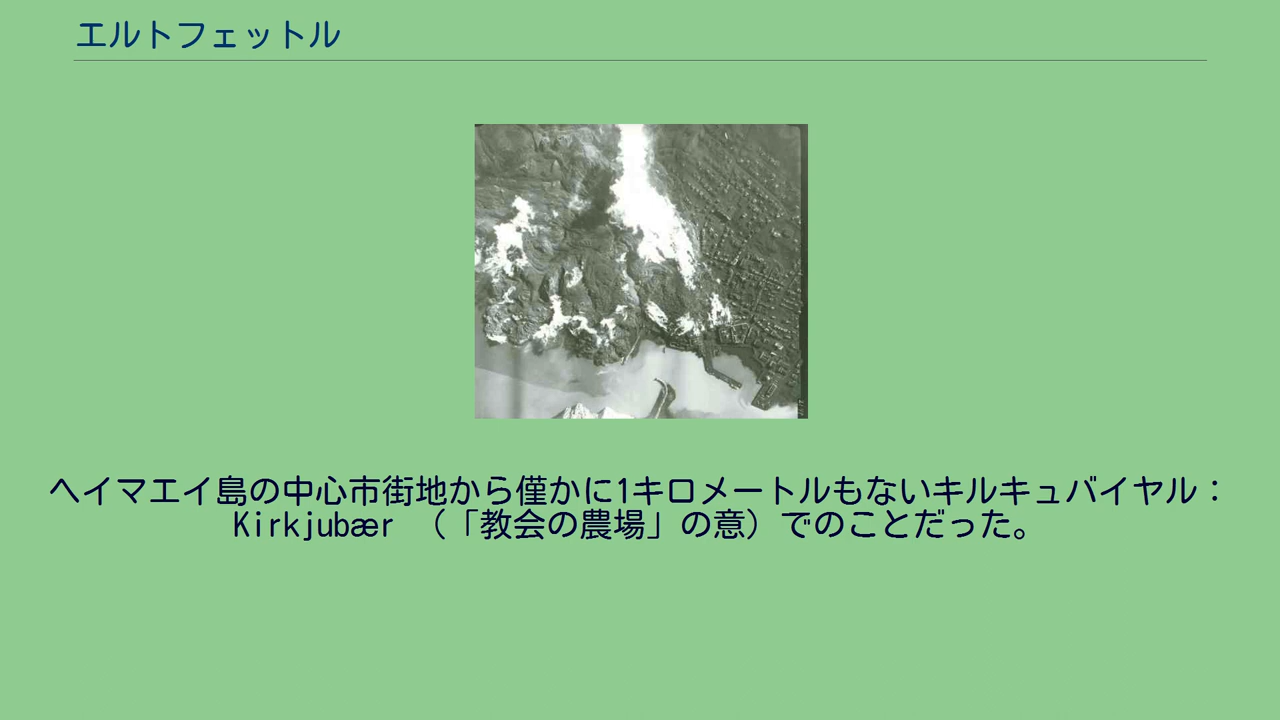 エルトフェットル
ヘイマエイ島の中心市街地から僅かに1キロメートルもないキルキュバイヤル：
Kirkjubær （「教会の農場」の意）でのことだった。